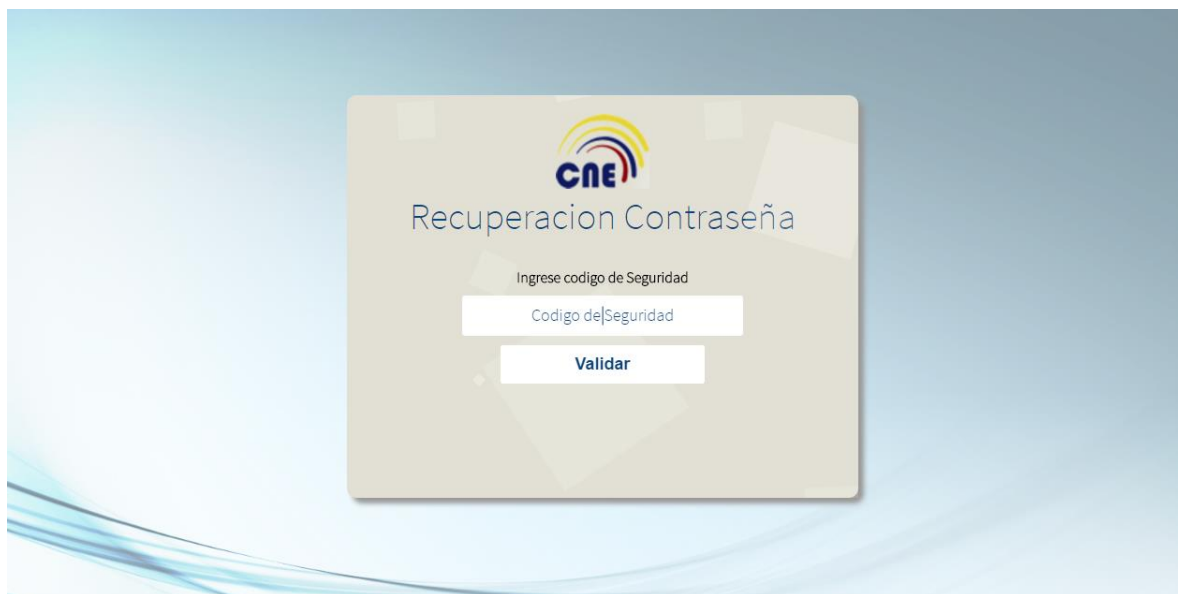 CNE
Recuperacion Contraseña
Ingrese codigo de Seguridad
Codigo de Seguridad
Validar